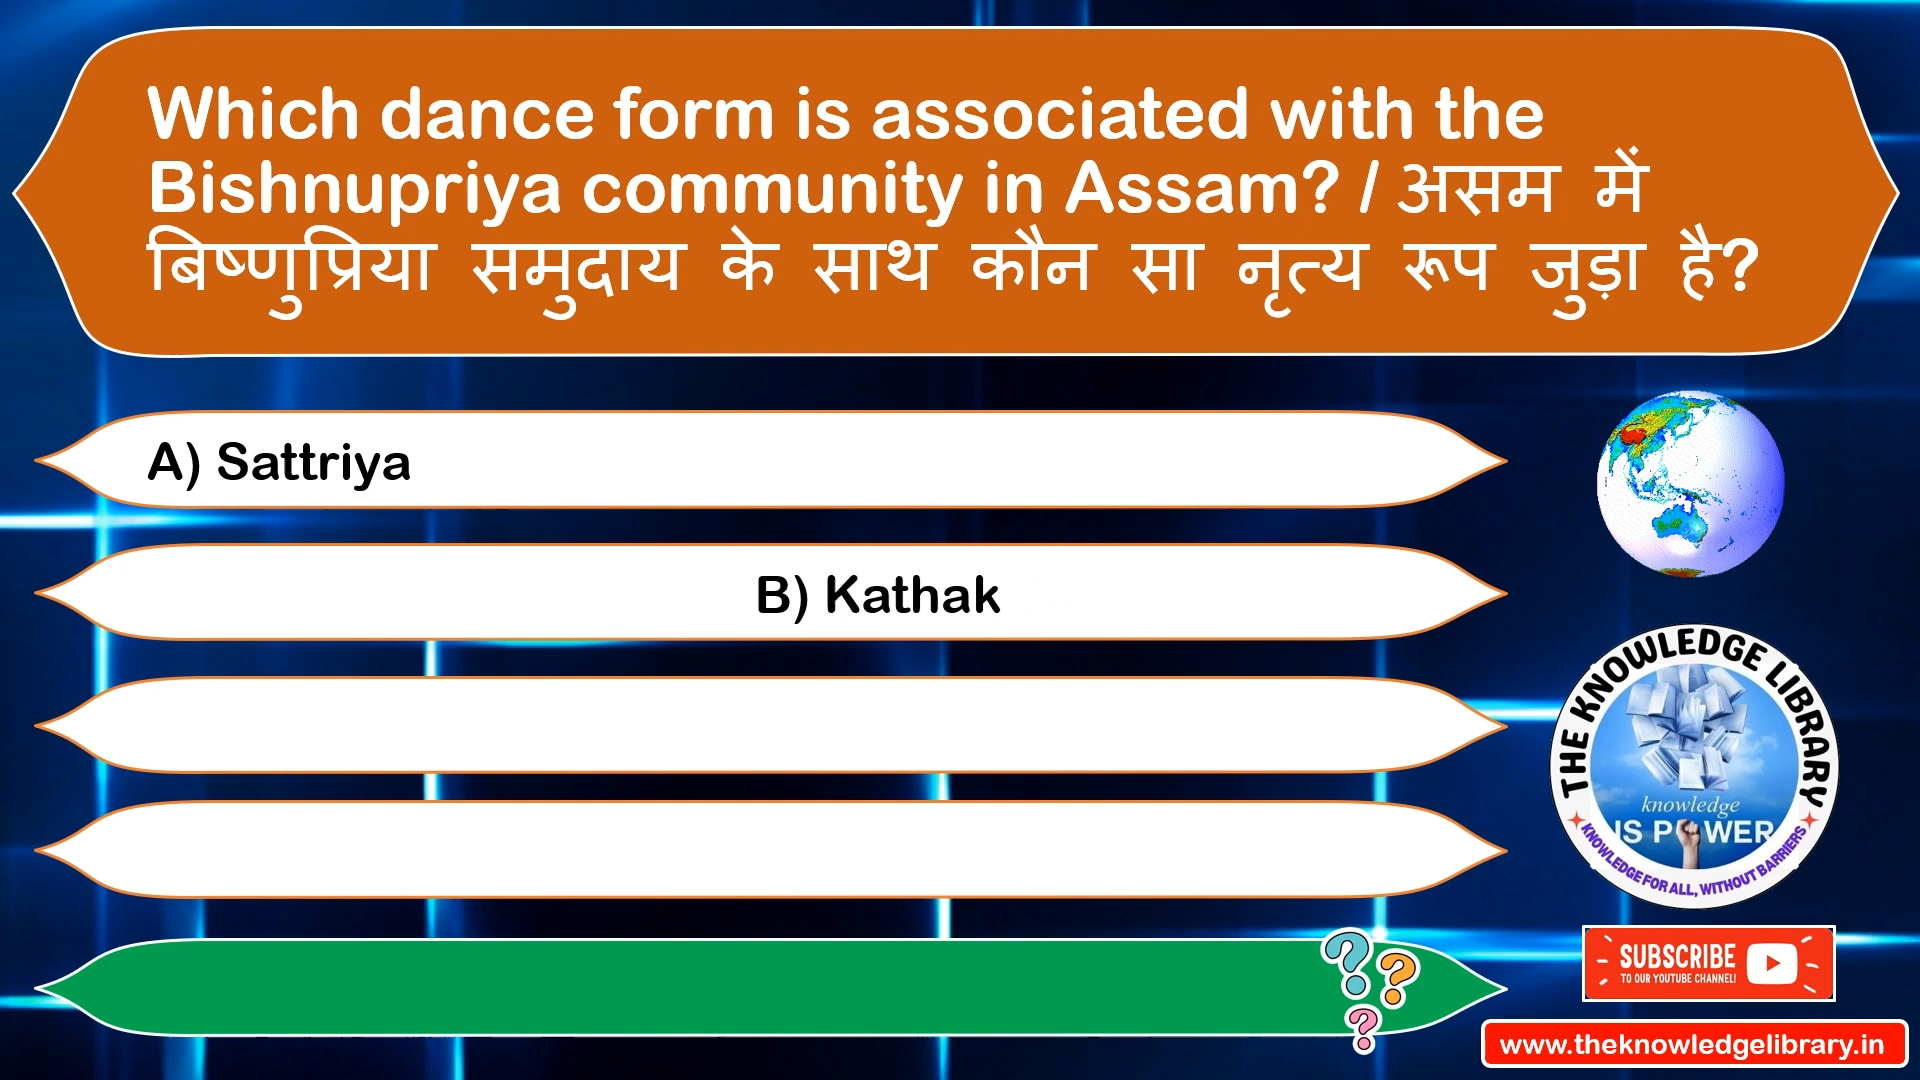 Which dance form is associated with the
Bishnupriya community in Assam? / असम में
बिष्णुप्रिया समुदाय के साथ कौन सा नृत्य रूप जुड़ा है?
A) Sattriya
B) Kathak
THE KNOWLEDGE LIBRARY
knowledge
IS POWER
KNOWLEDGE FOR ALL, WITHOUT BARRIERS
SUBSCRIBE
TO OUR YOUTUBE CHANNEL!
www.theknowledgelibrary.in